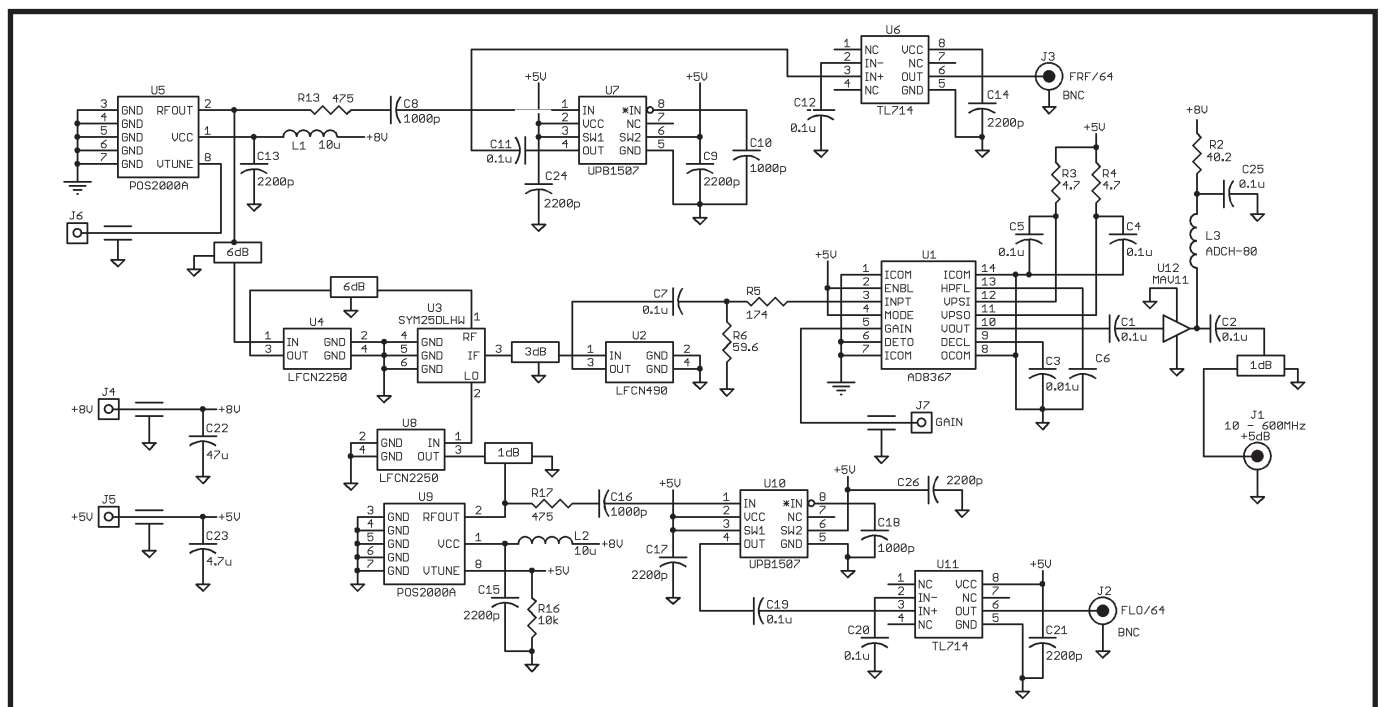 U5
3 GND RFOUT 2
4 GND
5 GND VCC 1
6 GND
7 GND VTUNE 8
POS2000A
R13 475
C8
1000p
L1 10u
+8V
C13
2200p
J6
6dB
+5V
U7
1 IN *IN 8
2 VCC NC 7
3 SW1 SW2 6
4 OUT GND 5
UPB1507
C11
0.1u
C24
2200p
+5V
C9
2200p
C10
1000p
U6
1 NC VCC 8
2 IN- NC 7
3 IN+ OUT 6
4 NC GND 5
TL714
C12
0.1u
C14
2200p
J3
FRF/64
BNC
+5V
R3
4.7
R4
4.7
C5
0.1u
C4
0.1u
+8V
R2
40.2
C25
0.1u
L3
ADCH-80
6dB
U4
1 IN GND 2
3 OUT GND 4
LFCN2250
U3
SYM25DLHW
1
RF
4 GND
5 GND IF 3
6 GND
LO
2
3dB
U2
1 IN GND 2
3 OUT GND 4
LFCN490
C7
0.1u
R5
174
R6
59.6
+5V
U1
1 ICOM ICOM 14
2 ENBL HPFL 13
3 INPT VPSI 12
4 MODE VPSO 11
5 GAIN VOUT 10
6 DETO DECL 9
7 ICOM OCOM 8
AD8367
C3
0.01u
C6
C1
0.1u
U12
MAV11
C2
0.1u
1dB
J7
GAIN
J1
10 - 600MHz
+5dB
J4
+8V
+8V
C22
47u
J5
+5V
+5V
C23
4.7u
U8
2 GND IN 1
4 GND OUT 3
LFCN2250
1dB
U9
3 GND RFOUT 2
4 GND
5 GND VCC 1
6 GND
7 GND VTUNE 8
POS2000A
R17
475
C16
1000p
L2
10u
+8V
+5V
C15
2200p
R16
10k
+5V
C17
2200p
U10
1 IN *IN 8
2 VCC NC 7
3 SW1 SW2 6
4 OUT GND 5
UPB1507
+5V
C26
2200p
C18
1000p
C19
0.1u
U11
1 NC VCC 8
2 IN- NC 7
3 IN+ OUT 6
4 NC GND 5
TL714
C20
0.1u
+5V
C21
2200p
J2
FLO/64
BNC